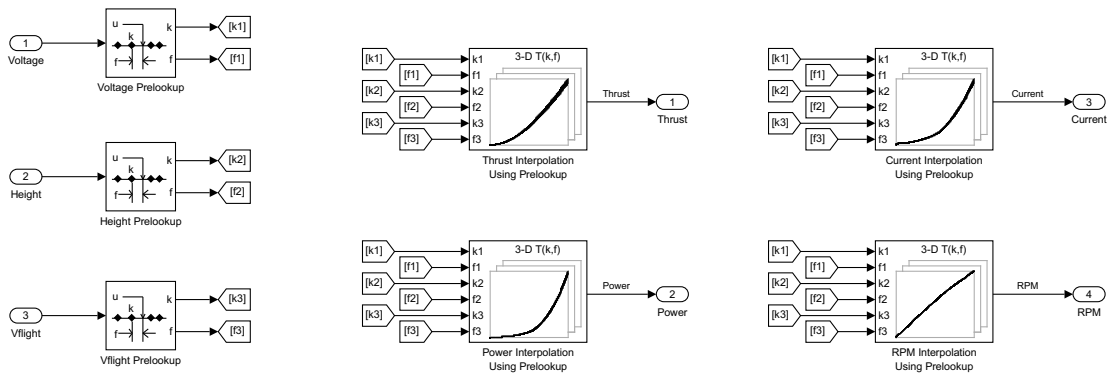 1
Voltage
u
k
f
k
f
Voltage Prelookup
[k1]
[f1]
2
Height
u
k
f
k
f
Height Prelookup
[k2]
[f2]
3
Vflight
u
k
f
k
f
Vflight Prelookup
[k3]
[f3]
[k1]
[f1]
[k2]
[f2]
[k3]
[f3]
3-D T(k,f)
k1
f1
k2
f2
k3
f3
Thrust Interpolation
Using Prelookup
Thrust
1
Thrust
[k1]
[f1]
[k2]
[f2]
[k3]
[f3]
3-D T(k,f)
k1
f1
k2
f2
k3
f3
Power Interpolation
Using Prelookup
Power
2
Power
[k1]
[f1]
[k2]
[f2]
[k3]
[f3]
3-D T(k,f)
k1
f1
k2
f2
k3
f3
Current Interpolation
Using Prelookup
Current
3
Current
[k1]
[f1]
[k2]
[f2]
[k3]
[f3]
3-D T(k,f)
k1
f1
k2
f2
k3
f3
RPM Interpolation
Using Prelookup
RPM
4
RPM